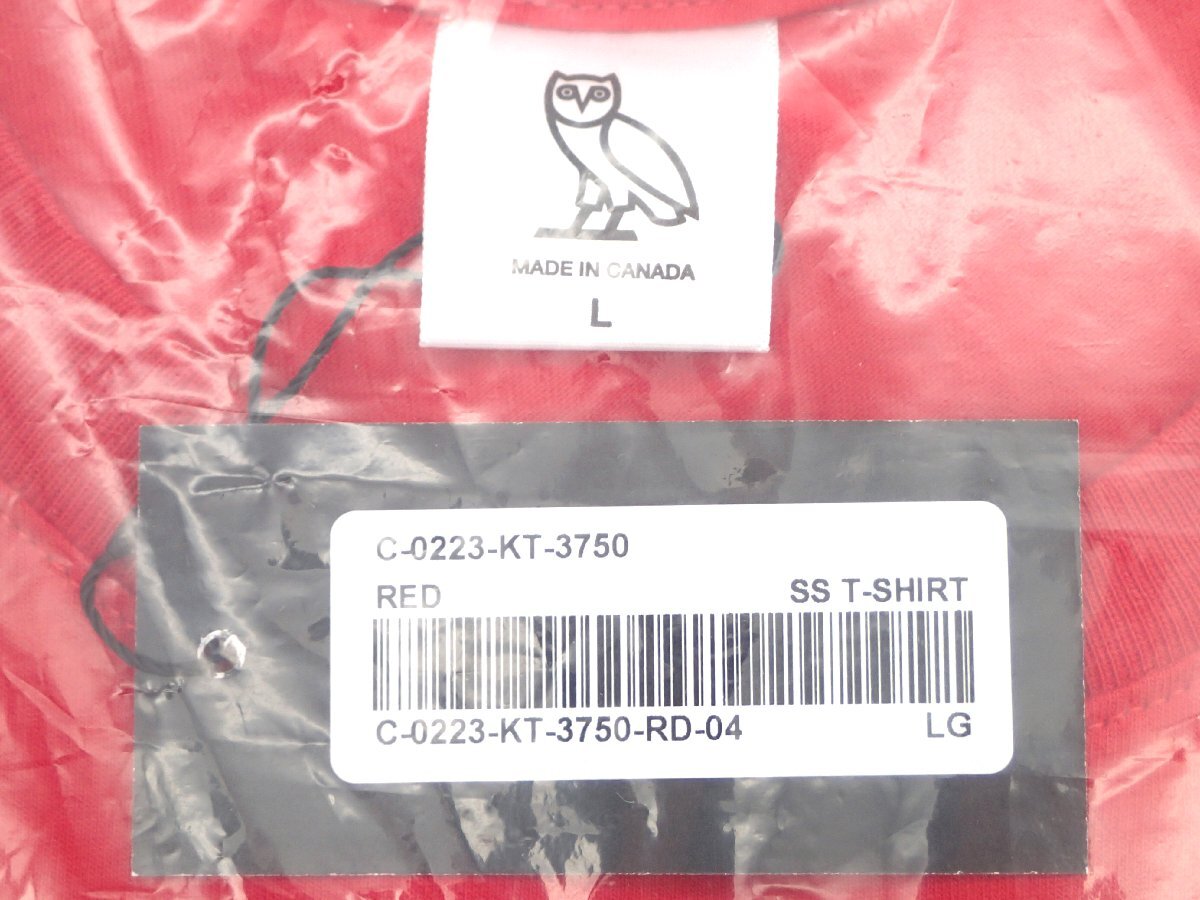 MADE IN CANADA
L
C-0223-KT-3750
RED SS T-SHIRT
C-0223-KT-3750-RD-04 LG